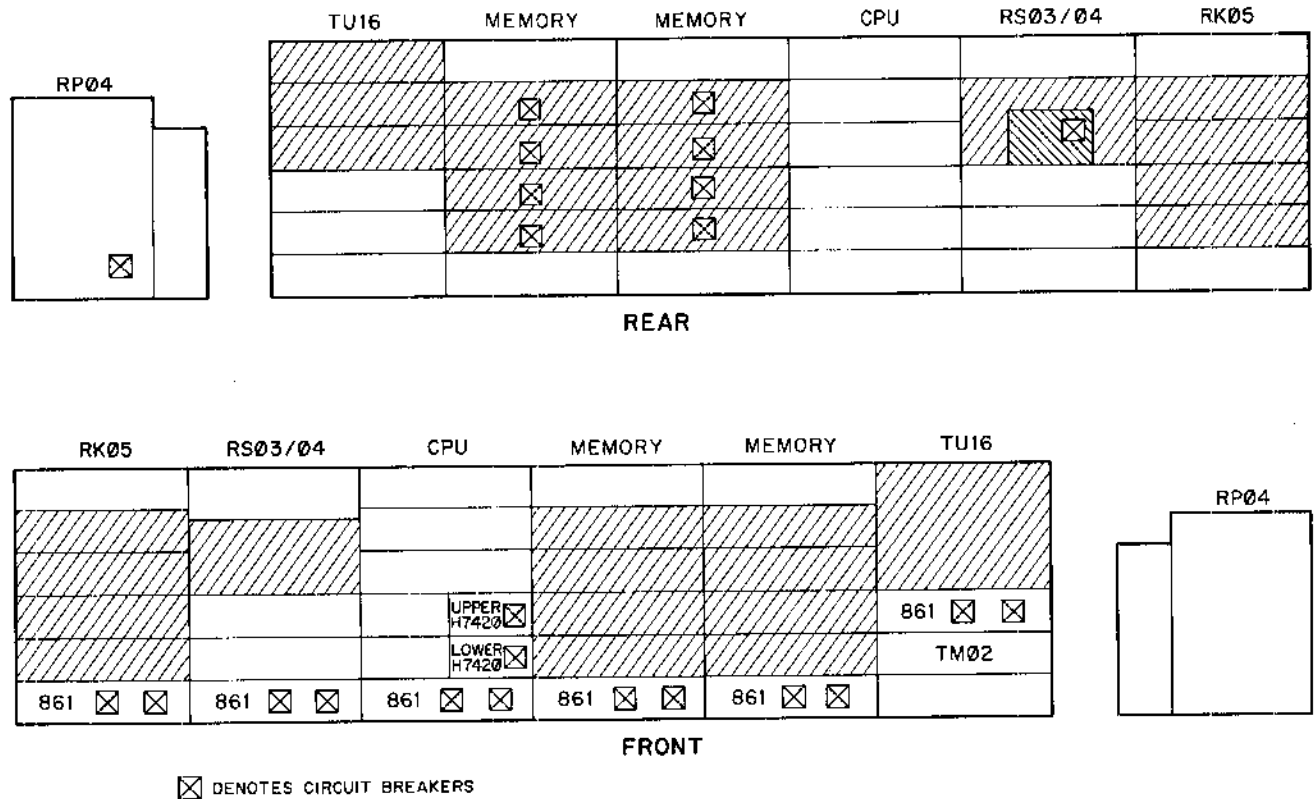 TU16 MEMORY MEMORY CPU RS03/04 RK05
RP04
REAR
RK05 RS03/04 CPU MEMORY MEMORY TU16
RP04
UPPER
H7420
861
LOWER
H7420
TM02
861 861 861 861 861
FRONT
DENOTES CIRCUIT BREAKERS